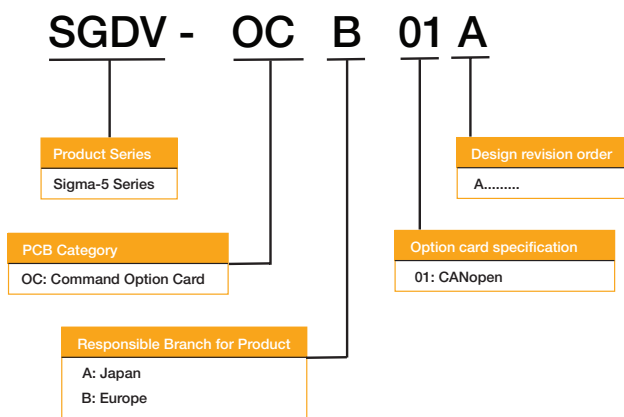 SGDV - OC B 01 A
Product Series
Sigma-5 Series
Design revision order
A.........
PCB Category
OC: Command Option Card
Option card specification
01: CANopen
Responsible Branch for Product
A: Japan
B: Europe